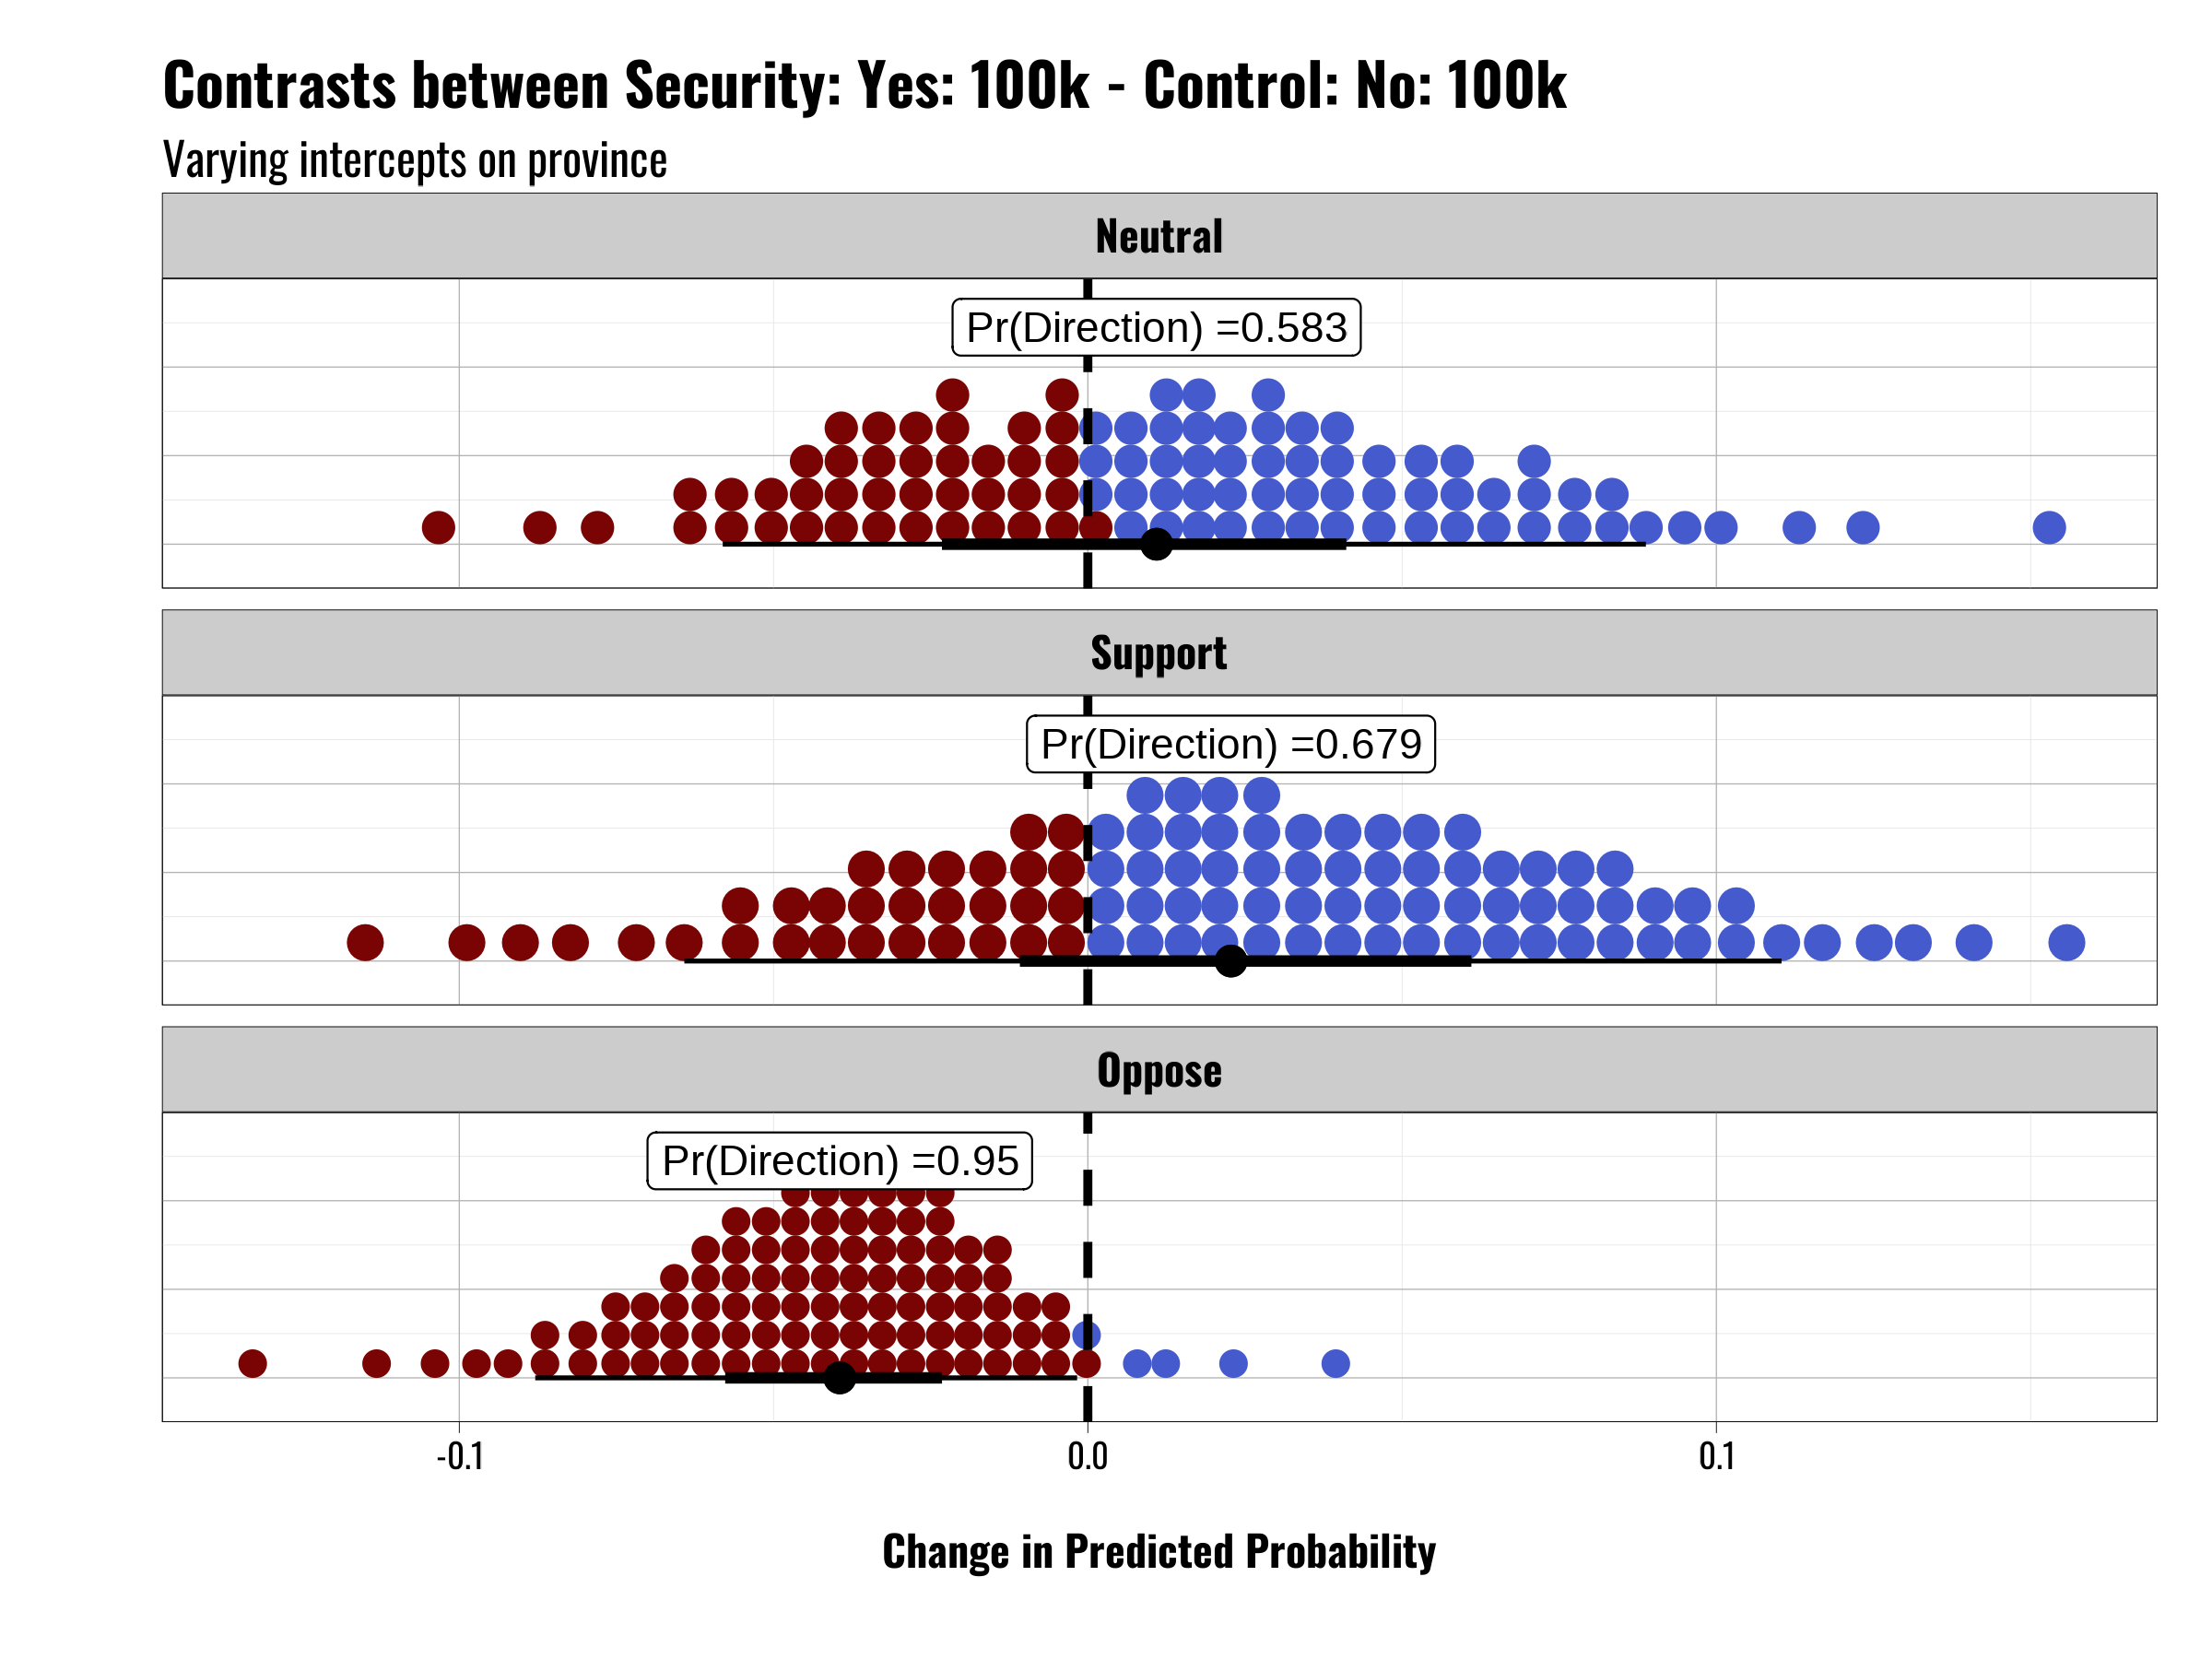 Contrasts between Security: Yes: 100k - Control: No: 100k
Varying intercepts on province
Neutral
Pr(Direction) =0.583
Support
Pr(Direction) =0.679
Oppose
Pr(Direction) =0.95
-0.1 0.0 0.1
Change in Predicted Probability